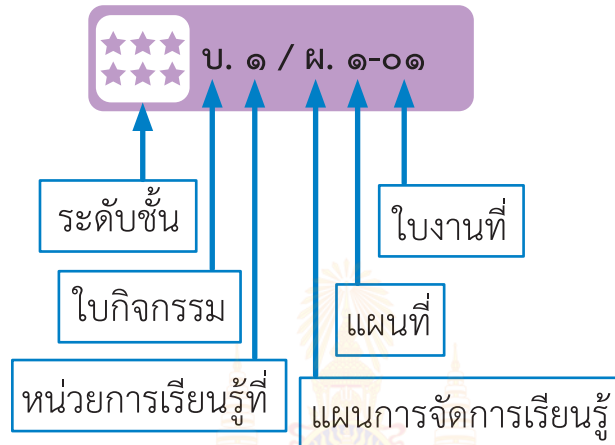 บ. ๑ / ผ. ๑-๐๑
ระดับชั้น
ใบงานที่
ใบกิจกรรม
แผนที่
หน่วยการเรียนรู้ที่
แผนการจัดการเรียนรู้